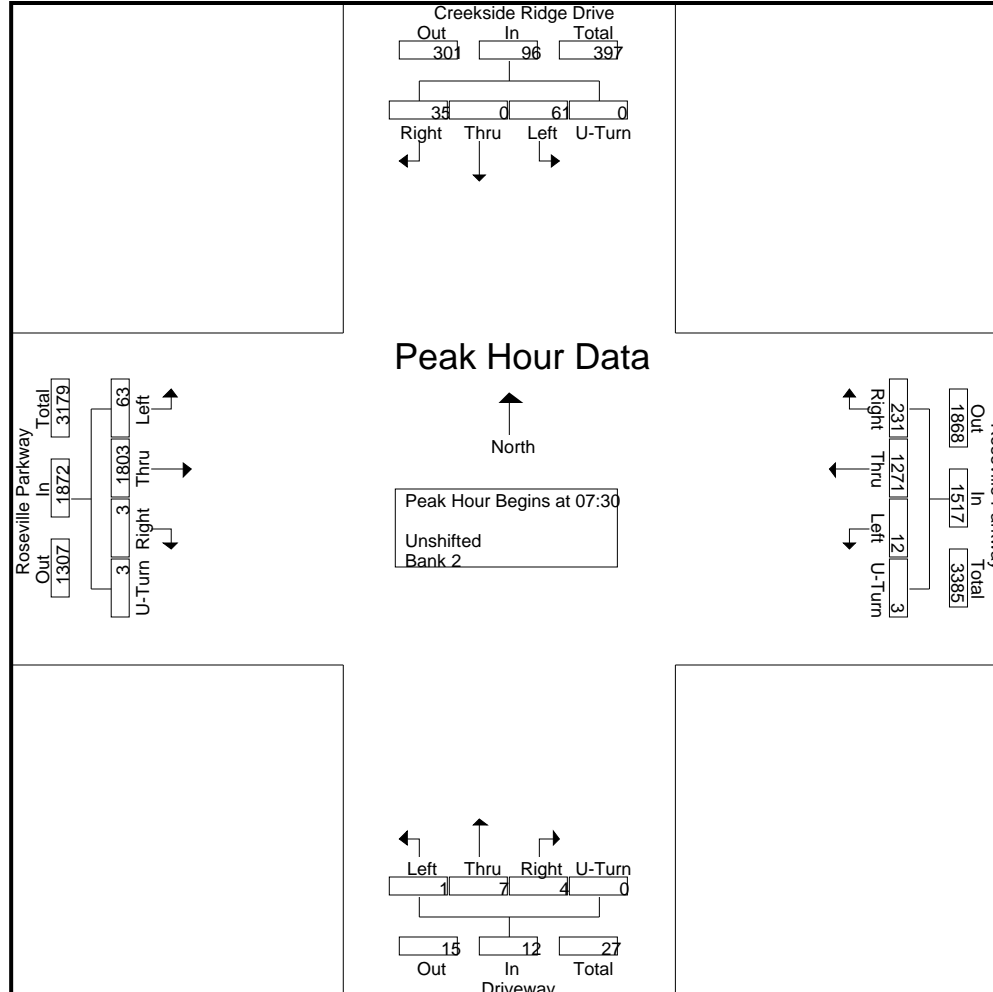 Creekside Ridge Drive
Out In Total
301 96 397
35 0 61 0
Right Thru Left U-Turn
Peak Hour Data
North
Peak Hour Begins at 07:30
Unshifted
Bank 2
Roseville Parkway
Out In Total
1307 1872 3179
63 1803 3 3
Left Thru Right U-Turn
Out In Total
1868 1517 3385
231 1271 12 3
Right Thru Left U-Turn
Left Thru Right U-Turn
1 7 4 0
15 12 27
Out In Total
Driveway